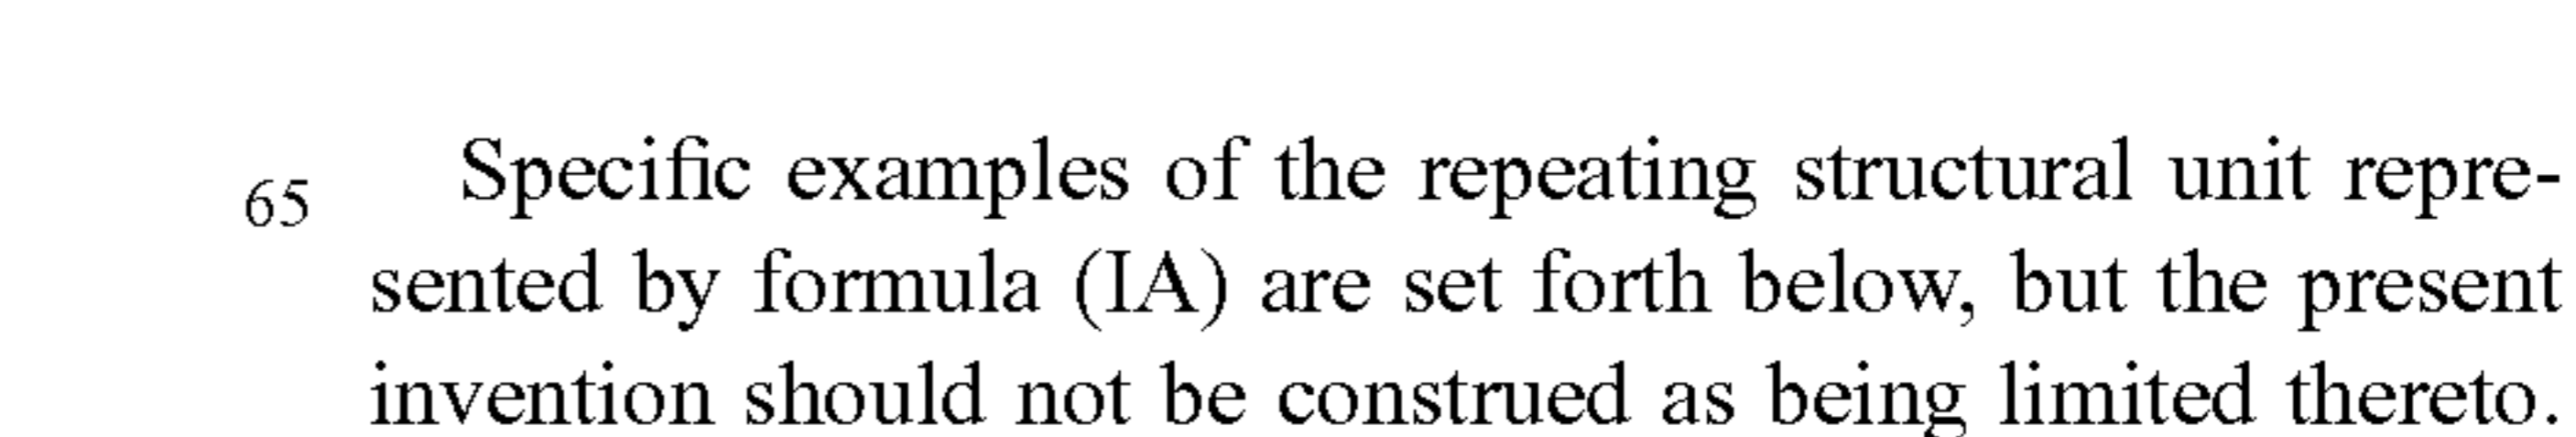 65 Specific examples of the repeating structural unit repre-
sented by formula (IA) are set forth below, but the present
invention should not be construed as being limited thereto.